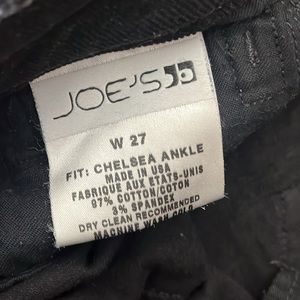 JOE'S
W 27
FIT: CHELSEA ANKLE
MADE IN USA
FABRIQUE AUX ETATS-UNIS
97% COTTON/COTON
3% SPANDEX
DRY CLEAN RECOMMENDED
MACHINE WASH COLD